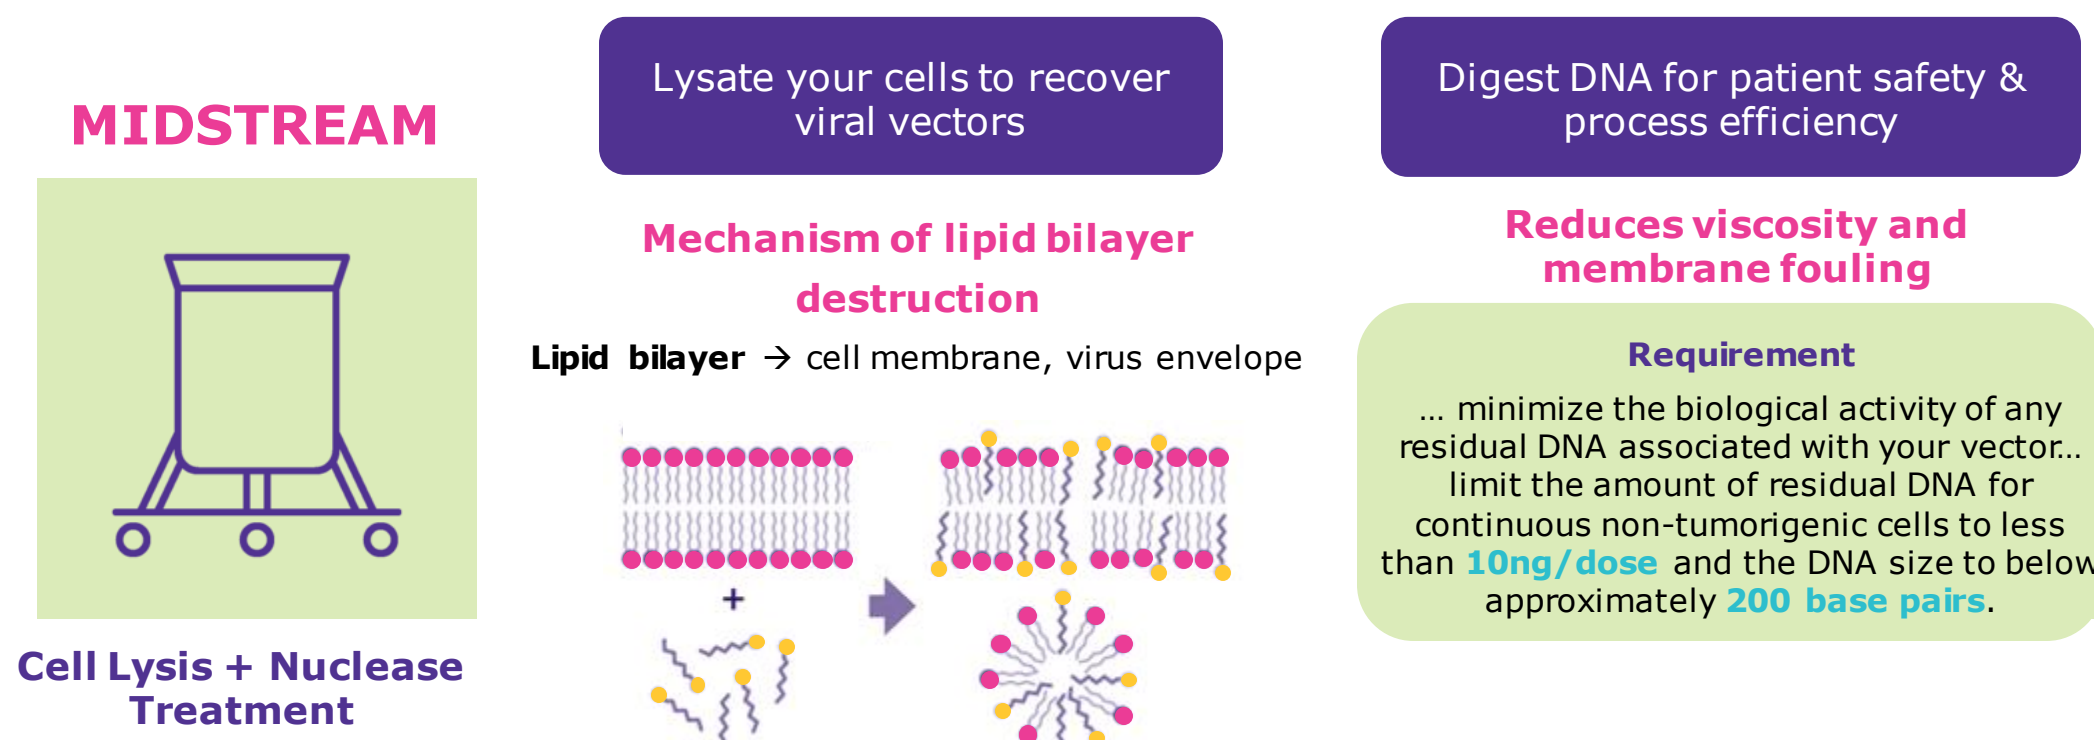 MIDSTREAM
Cell Lysis + Nuclease
Treatment
Lysate your cells to recover
viral vectors
Mechanism of lipid bilayer
destruction
Lipid bilayer → cell membrane, virus envelope
+
Digest DNA for patient safety &
process efficiency
Reduces viscosity and
membrane fouling
Requirement
… minimize the biological activity of any
residual DNA associated with your vector…
limit the amount of residual DNA for
continuous non-tumorigenic cells to less
than 10ng/dose and the DNA size to below
approximately 200 base pairs.